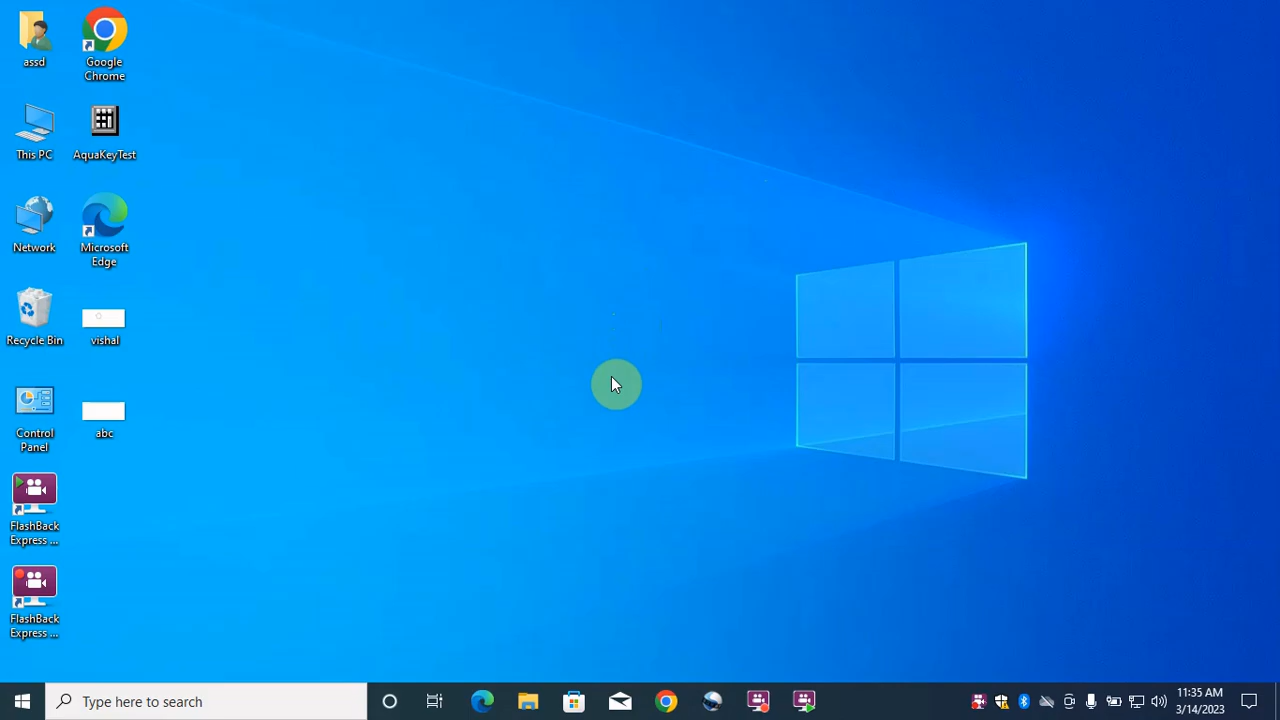 assd
Google
Chrome
This PC
AquaKeyTest
Network
Microsoft
Edge
Recycle Bin
vishal
Control
Panel
abc
FlashBack
Express ...
FlashBack
Express ...
Type here to search
11:35 AM
3/14/2023